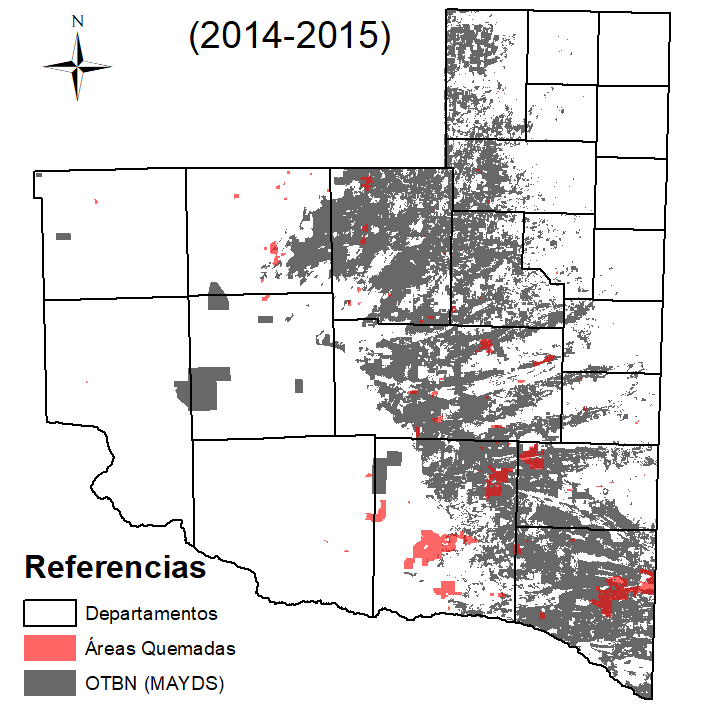 N
(2014-2015)
Referencias
Departamentos
Áreas Quemadas
OTBN (MAYDS)